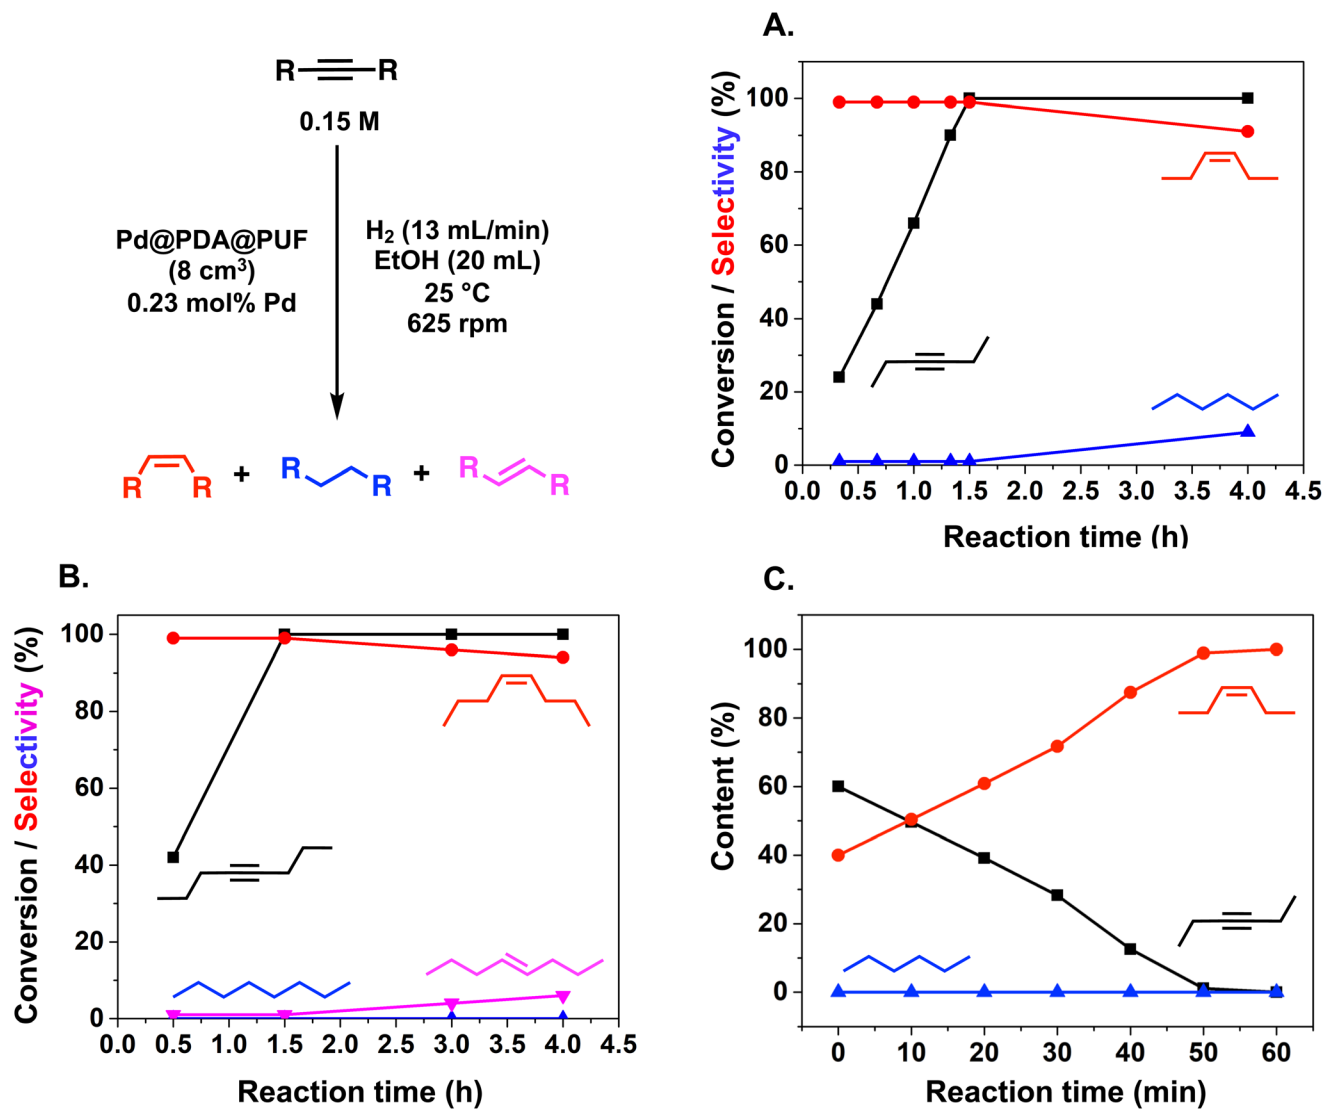 R R
0.15 M
Pd@PDA@PUF
(8 cm³)
0.23 mol% Pd
H₂ (13 mL/min)
EtOH (20 mL)
25 °C
625 rpm
R R + R R + R R
A.
Conversion / Selectivity (%)
100
80
60
40
20
0
0.0 0.5 1.0 1.5 2.0 2.5 3.0 3.5 4.0 4.5
Reaction time (h)
B.
Conversion / Selectivity (%)
100
80
60
40
20
0
0.0 0.5 1.0 1.5 2.0 2.5 3.0 3.5 4.0 4.5
Reaction time (h)
C.
Content (%)
100
80
60
40
20
0
0 10 20 30 40 50 60
Reaction time (min)